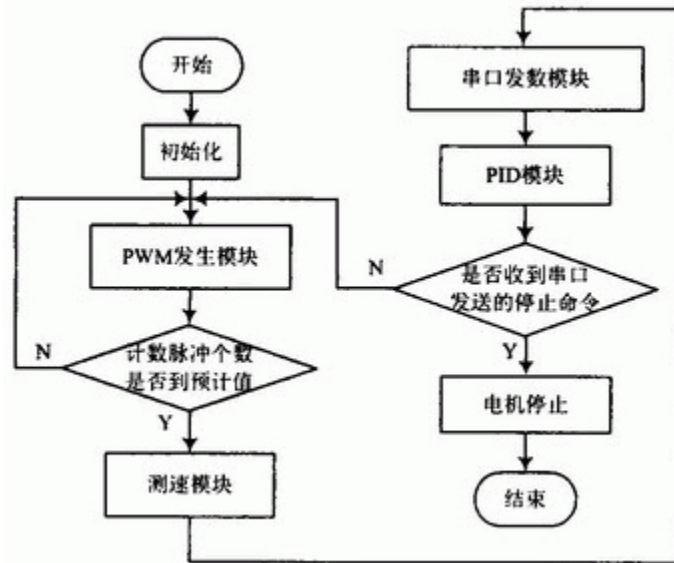 开始
初始化
PWM发生模块
N
计数脉冲个数
是否到预计值
Y
测速模块
串口发数模块
PID模块
N
是否收到串口
发送的停止命令
Y
电机停止
结束